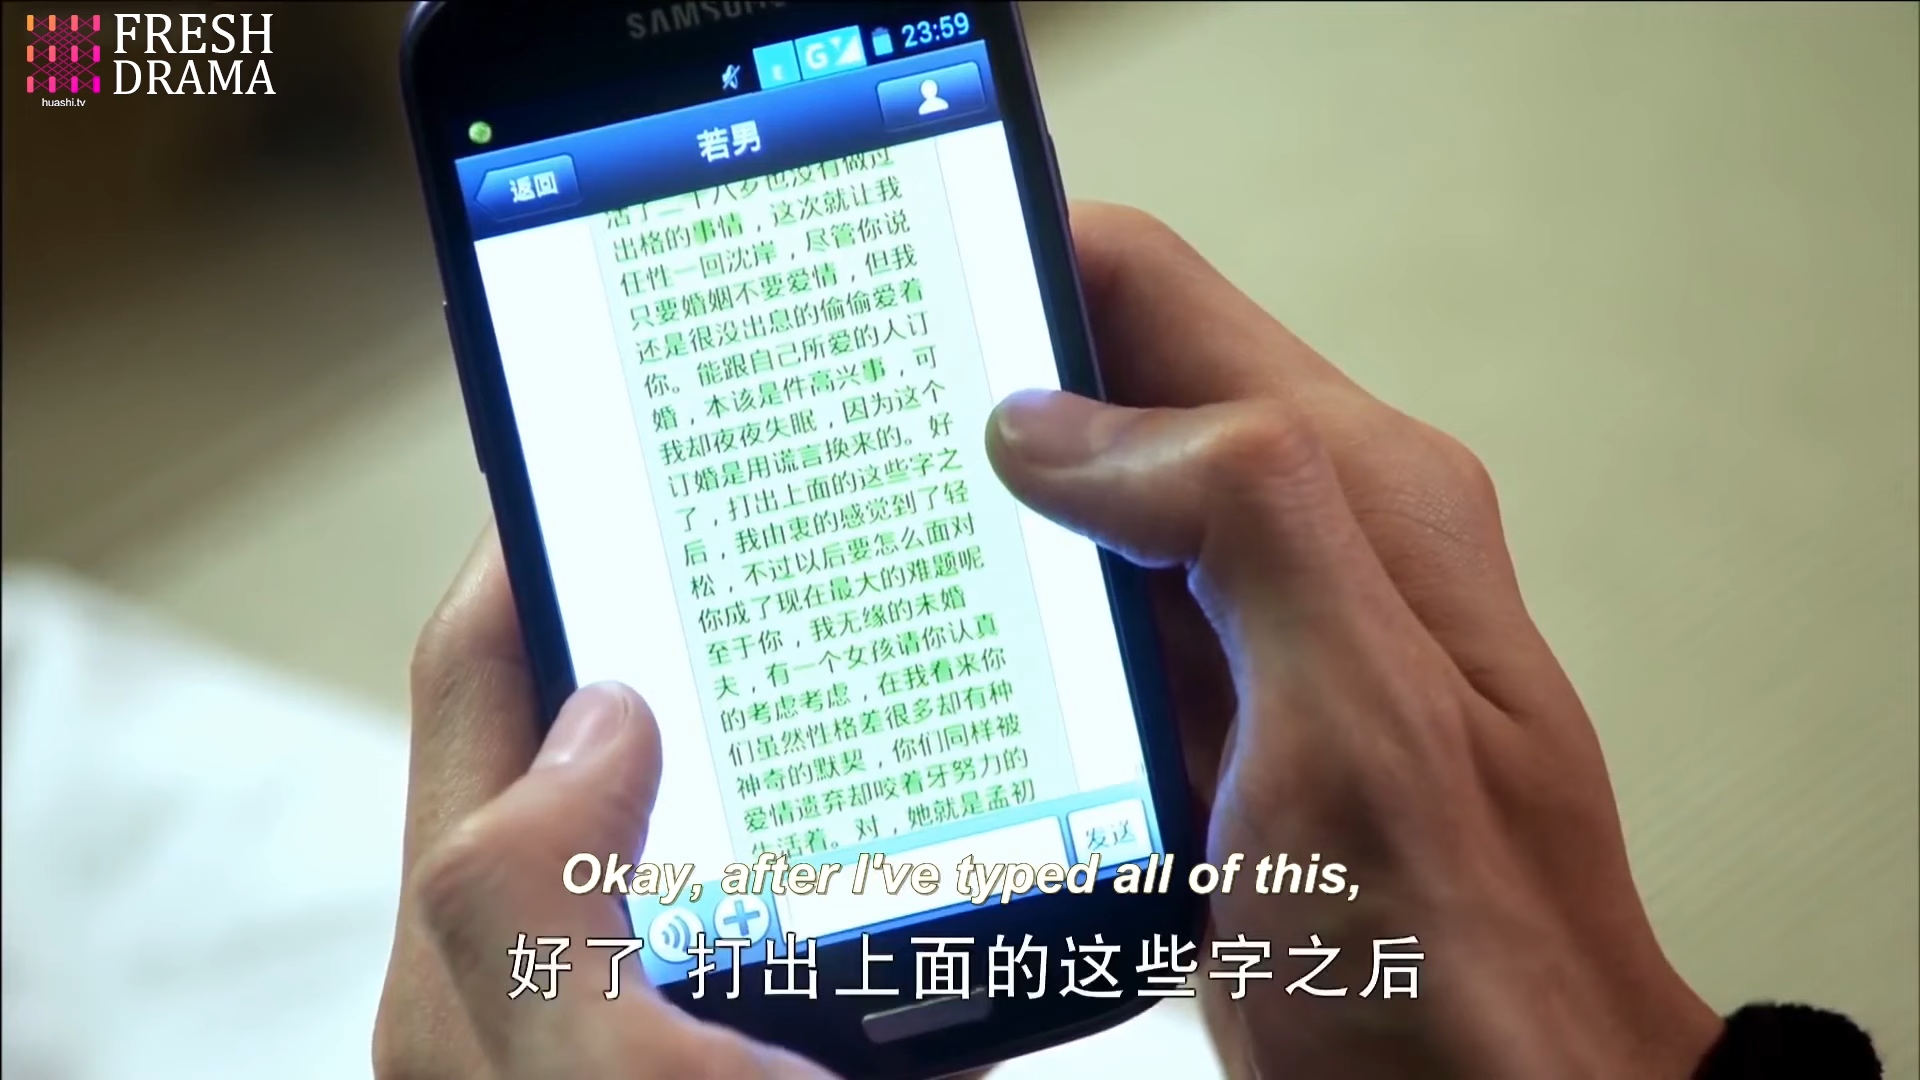 FRESH
DRAMA
huashi.tv
SAMSUNG
G
23:59
返回
若男
活了二十八岁也没有做过
出格的事情，这次就让我
任性一回沈岸，尽管你说
只要婚姻不要爱情，但我
还是很没出息的偷偷爱着
你。能跟自己所爱的人订
婚，本该是件高兴事，可
我却夜夜失眠，因为这个
订婚是用谎言换来的。好
了，打出上面的这些字之
后，我由衷的感觉到了轻
松，不过以后要怎么面对
你成了现在最大的难题呢
至于你，我无缘的未婚
夫，有一个女孩请你认真
的考虑考虑，在我看来你
们虽然性格差很多却有种
神奇的默契，你们同样被
爱情遗弃却咬着牙努力的
生活着。对，她就是孟初
发送
Okay, after I've typed all of this,
好了 打出上面的这些字之后